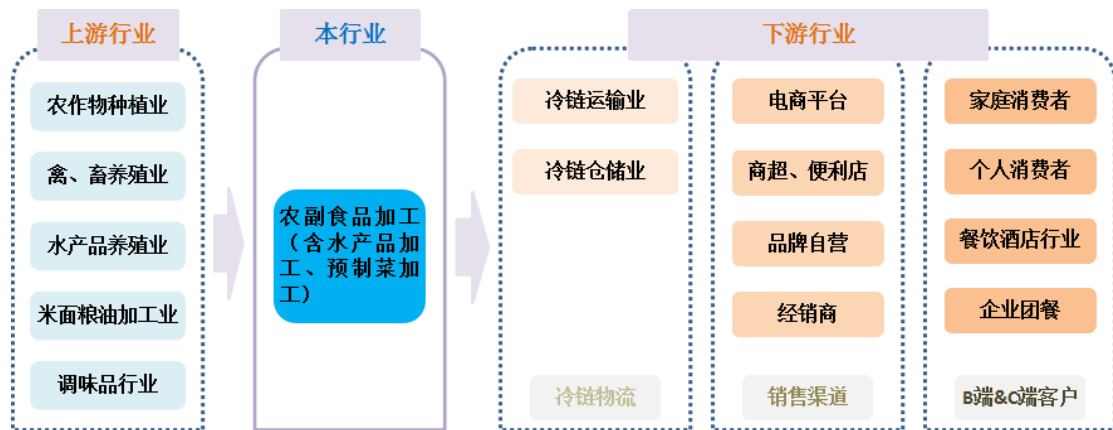 上游行业
农作物种植业
禽、畜养殖业
水产品养殖业
米面粮油加工业
调味品行业
本行业
农副食品加工
（含水产品加
工、预制菜加
工）
下游行业
冷链运输业
冷链仓储业
冷链物流
电商平台
商超、便利店
品牌自营
经销商
销售渠道
家庭消费者
个人消费者
餐饮酒店行业
企业团餐
B端&C端客户